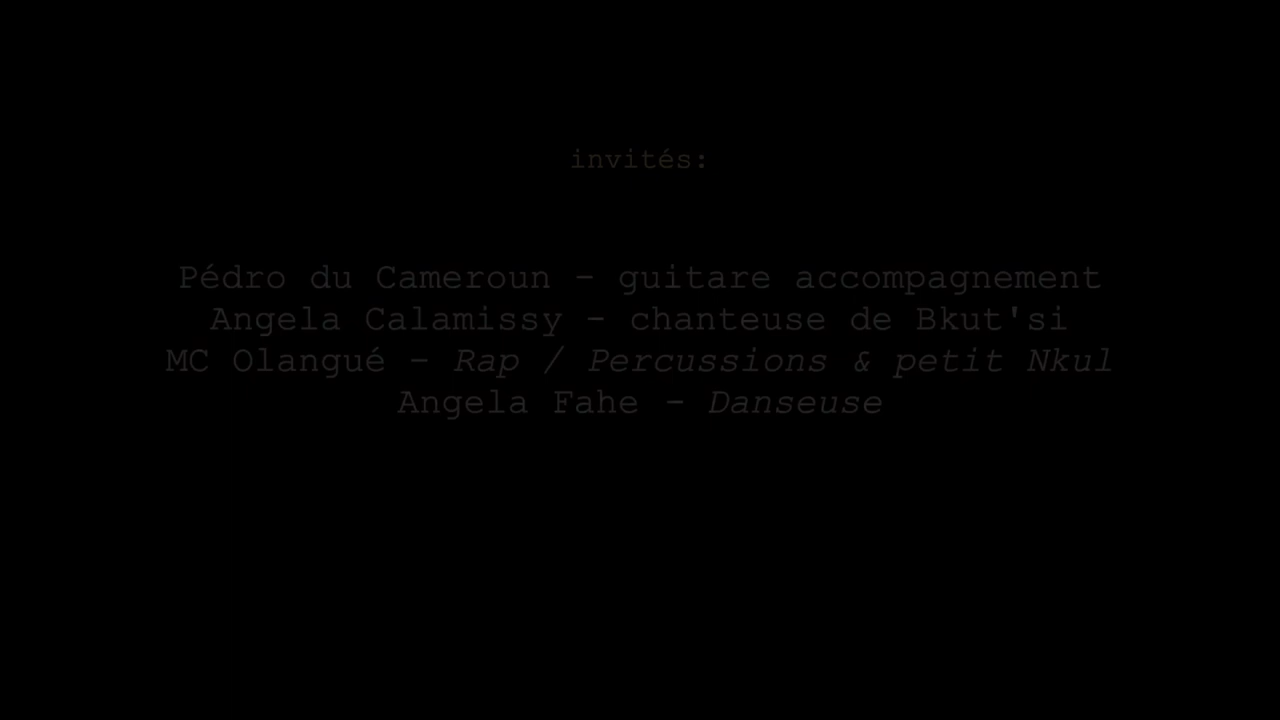 invités:
Pédro du Cameroun - guitare accompagnement
Angela Calamissy - chanteuse de Bkut'si
MC Olangué - Rap / Percussions & petit Nkul
Angela Fahe - Danseuse